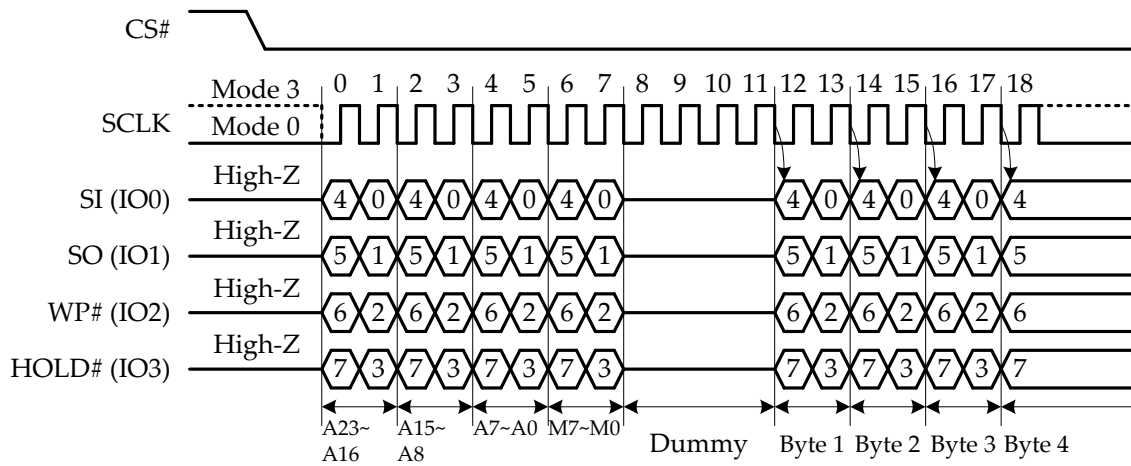 CS#
Mode 3
0 1 2 3 4 5 6 7 8 9 10 11 12 13 14 15 16 17 18
SCLK
Mode 0
High-Z
SI (IO0) 4 0 4 0 4 0 4 0 4 0 4 0 4 0 4
High-Z
SO (IO1) 5 1 5 1 5 1 5 1 5 1 5 1 5 1 5
High-Z
WP# (IO2) 6 2 6 2 6 2 6 2 6 2 6 2 6 2 6
High-Z
HOLD# (IO3) 7 3 7 3 7 3 7 3 7 3 7 3 7 3 7
A23~
A16
A15~
A8
A7~A0
M7~M0
Dummy
Byte 1
Byte 2
Byte 3
Byte 4